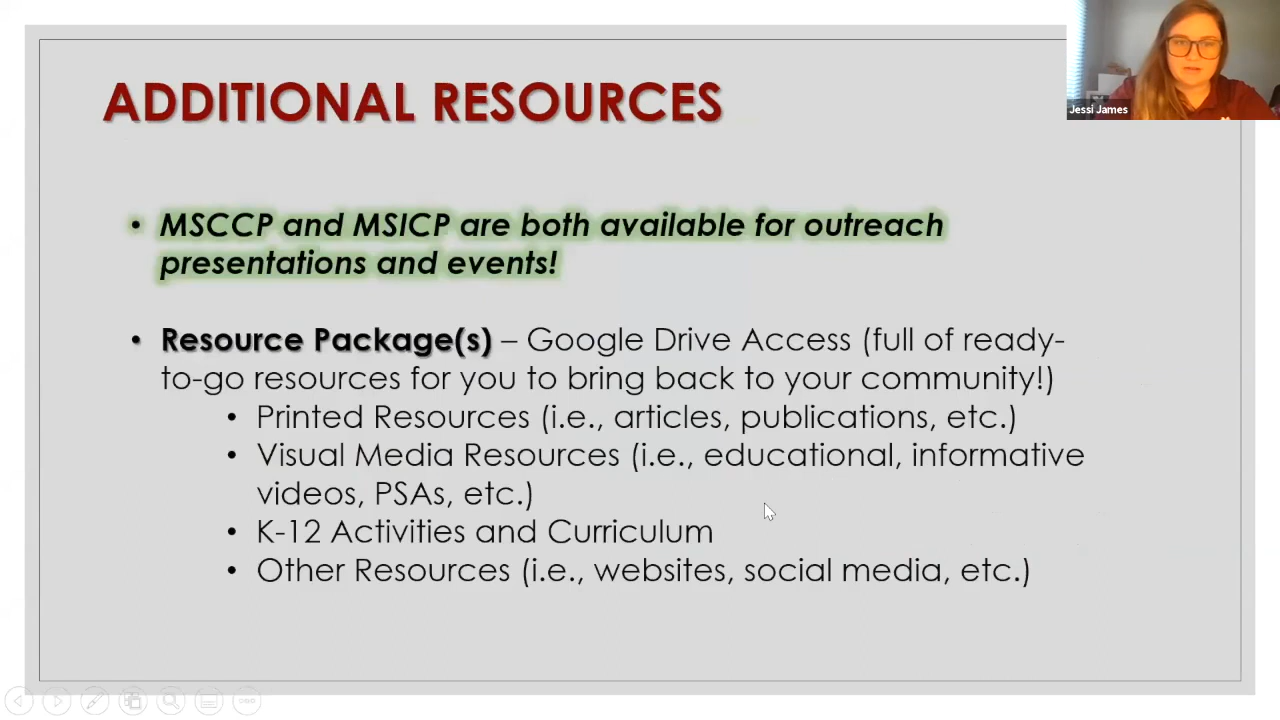 ADDITIONAL RESOURCES
Jessi James
• MSCCP and MSICP are both available for outreach
presentations and events!
• Resource Package(s) – Google Drive Access (full of ready-
to-go resources for you to bring back to your community!)
• Printed Resources (i.e., articles, publications, etc.)
• Visual Media Resources (i.e., educational, informative
videos, PSAs, etc.)
• K-12 Activities and Curriculum
• Other Resources (i.e., websites, social media, etc.)